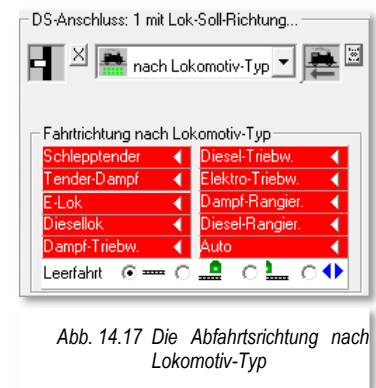 DS-Anschluss: 1 mit Lok-Soll-Richtung...
nach Lokomotiv-Typ
Fahrtrichtung nach Lokomotiv-Typ
Schlepptender Diesel-Triebw.
Tender-Dampf Elektro-Triebw.
E-Lok Dampf-Rangier.
Diesellok Diesel-Rangier.
Dampf-Triebw. Auto
Leerfahrt
Abb. 14.17 Die Abfahrtsrichtung nach
Lokomotiv-Typ